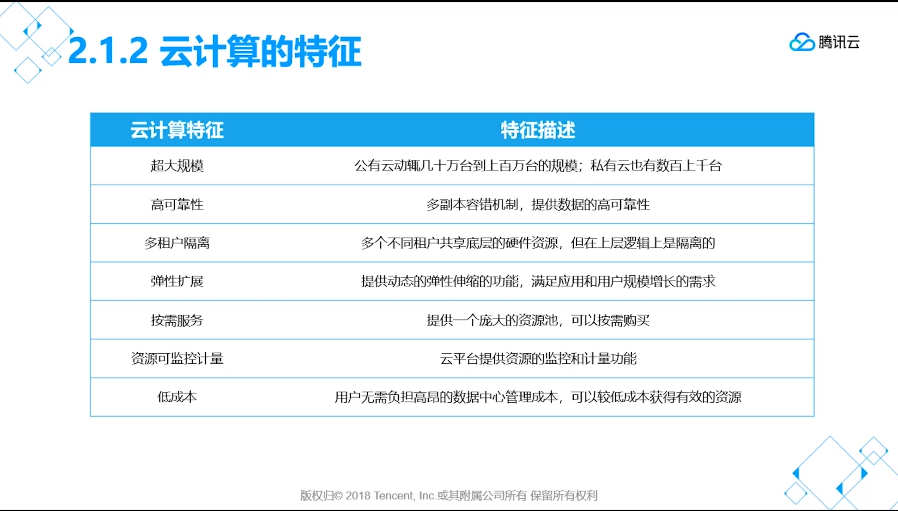 2.1.2 云计算的特征
腾讯云
云计算特征 特征描述
超大规模 公有云动辄几十万台到上百万台的规模；私有云也有数百上千台
高可靠性 多副本容错机制，提供数据的高可靠性
多租户隔离 多个不同租户共享底层的硬件资源，但在上层逻辑上是隔离的
弹性扩展 提供动态的弹性伸缩的功能，满足应用和用户规模增长的需求
按需服务 提供一个庞大的资源池，可以按需购买
资源可监控计量 云平台提供资源的监控和计量功能
低成本 用户无需负担高昂的数据中心管理成本，可以较低成本获得有效的资源
版权归© 2018 Tencent, Inc.或其附属公司所有 保留所有权利